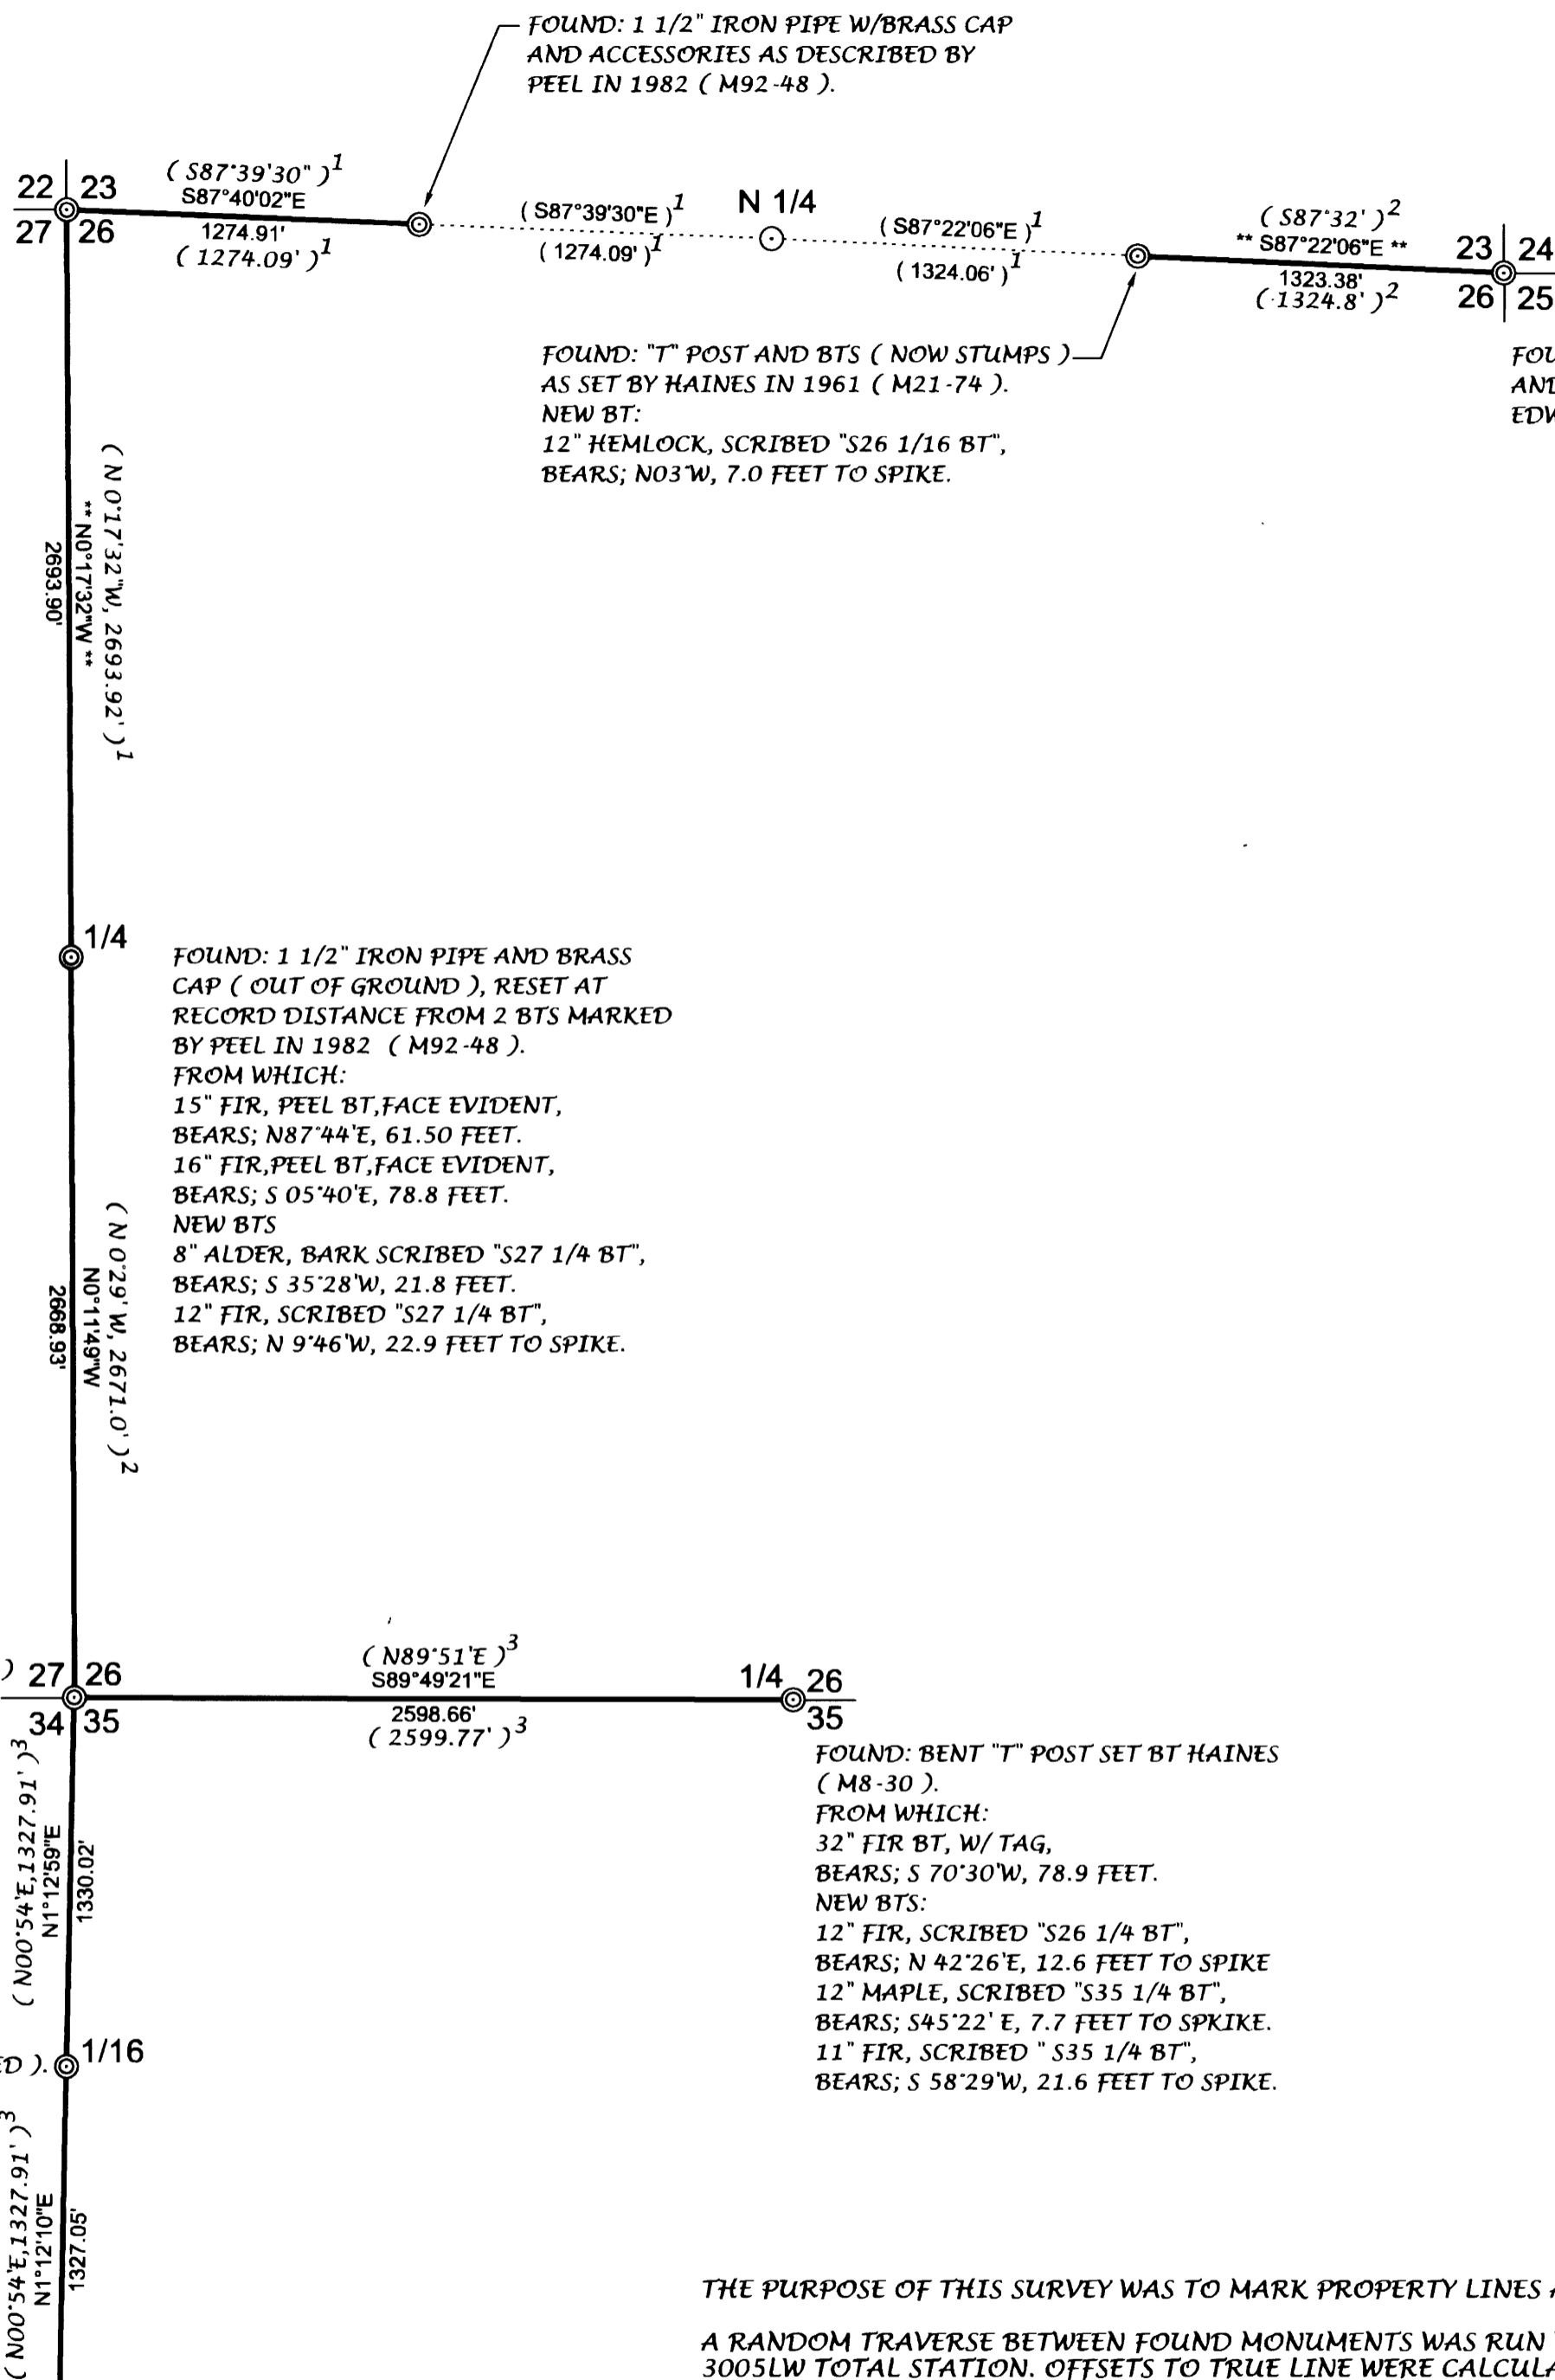 FOUND: 1 1/2" IRON PIPE W/BRASS CAP
AND ACCESSORIES AS DESCRIBED BY
PEEL IN 1982 ( M92-48 ).
22 23
27 26
( S87°39'30" )1
S87°40'02"E
1274.91'
( 1274.09' )1
( S87°39'30"E )1
( 1274.09' )1
N 1/4
( S87°22'06"E )1
( 1324.06' )1
( S87°32' )2
** S87°22'06"E **
1323.38'
( 1324.8' )2
23 24
26 25
FOUND: "T" POST AND BTS ( NOW STUMPS )
AS SET BY HAINES IN 1961 ( M21-74 ).
NEW BT:
12" HEMLOCK, SCRIBED "S26 1/16 BT",
BEARS; N03°W, 7.0 FEET TO SPIKE.
FOU
AND
EDW
( N 0°17'32"W, 2693.92' )1
** N0°17'32"W **
2693.90'
1/4
FOUND: 1 1/2" IRON PIPE AND BRASS
CAP ( OUT OF GROUND ), RESET AT
RECORD DISTANCE FROM 2 BTS MARKED
BY PEEL IN 1982 ( M92-48 ).
FROM WHICH:
15" FIR, PEEL BT,FACE EVIDENT,
BEARS; N87°44'E, 61.50 FEET.
16" FIR,PEEL BT,FACE EVIDENT,
BEARS; S 05°40'E, 78.8 FEET.
NEW BTS
8" ALDER, BARK SCRIBED "S27 1/4 BT",
BEARS; S 35°28'W, 21.8 FEET.
12" FIR, SCRIBED "S27 1/4 BT",
BEARS; N 9°46'W, 22.9 FEET TO SPIKE.
( N 0°29' W, 2671.0' )2
N0°11'49"W
2668.93'
) 27 26
34 35
( N89°51'E )3
S89°49'21"E
2598.66'
( 2599.77' )3
1/4 26
35
FOUND: BENT "T" POST SET BT HAINES
( M8-30 ).
FROM WHICH:
32" FIR BT, W/ TAG,
BEARS; S 70°30'W, 78.9 FEET.
NEW BTS:
12" FIR, SCRIBED "S26 1/4 BT",
BEARS; N 42°26'E, 12.6 FEET TO SPIKE
12" MAPLE, SCRIBED "S35 1/4 BT",
BEARS; S45°22' E, 7.7 FEET TO SPKIKE.
11" FIR, SCRIBED " S35 1/4 BT",
BEARS; S 58°29'W, 21.6 FEET TO SPIKE.
( N00°54'E,1327.91' )3
N1°12'59"E
1330.02'
ED ).
1/16
( N00°54'E,1327.91' )3
N1°12'10"E
1327.05'
THE PURPOSE OF THIS SURVEY WAS TO MARK PROPERTY LINES
A RANDOM TRAVERSE BETWEEN FOUND MONUMENTS WAS RUN
3005LW TOTAL STATION. OFFSETS TO TRUE LINE WERE CALCULA